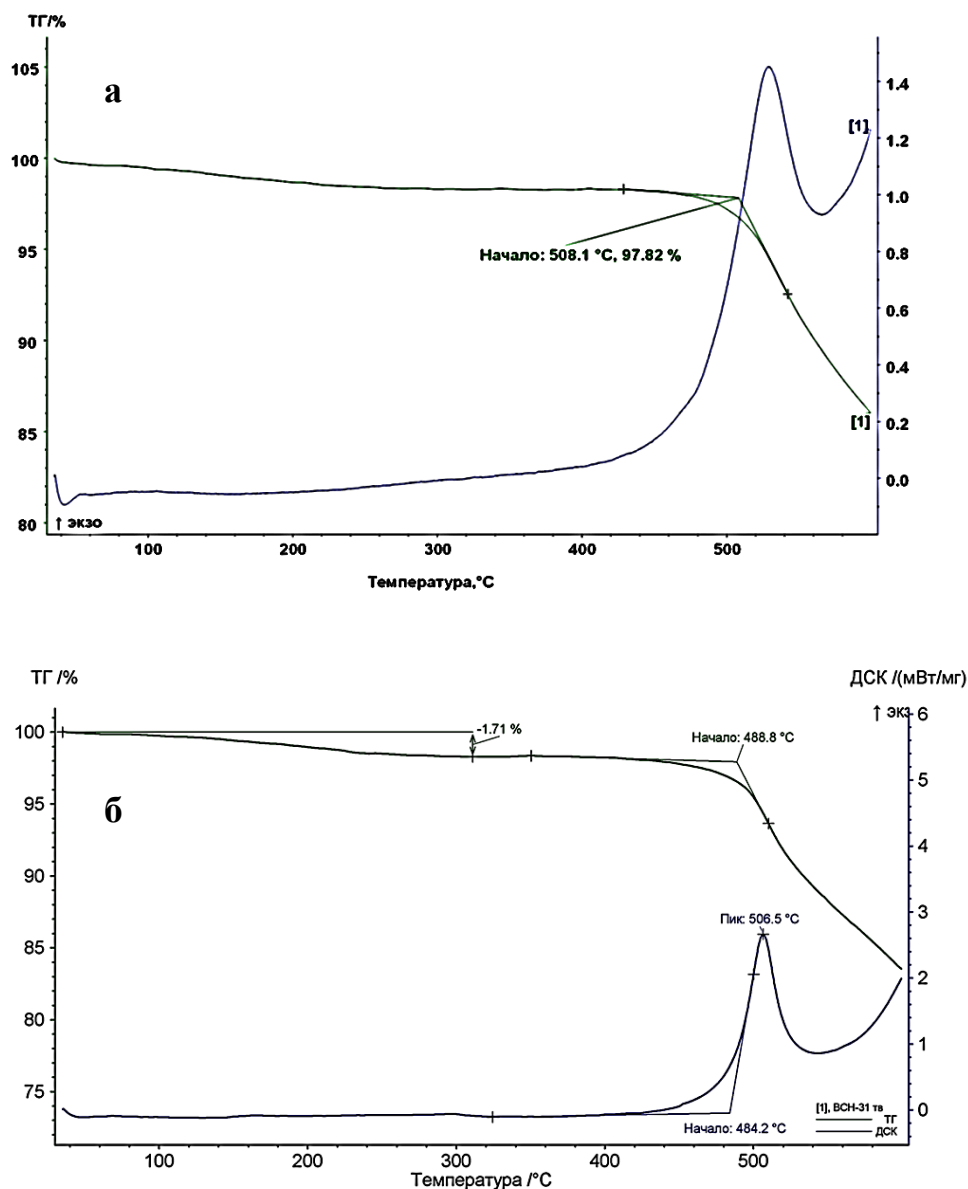 ТГ/%
а
105
100
95
90
85
80
1.4
1.2
1.0
0.8
0.6
0.4
0.2
0.0
[1]
Начало: 508.1 °C, 97.82 %
[1]
↑ экзо
100
200
300
400
500
Температура,°C
ТГ /%
ДСК /(мВт/мг)
↑ экз
б
100
95
90
85
80
75
6
5
4
3
2
1
0
-1.71 %
Начало: 488.8 °C
Пик: 506.5 °C
Начало: 484.2 °C
[1], ВСН-31 тв
ТГ
ДСК
100
200
300
400
500
Температура /°C